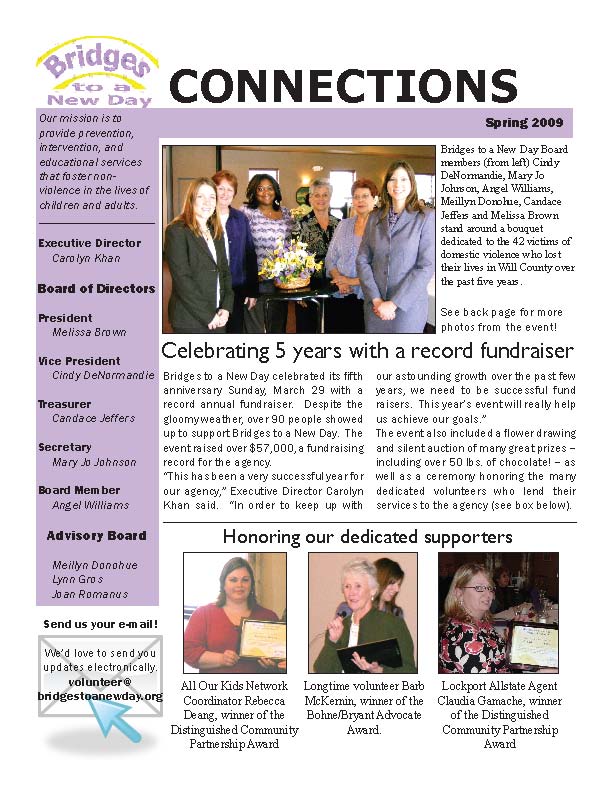 Bridges
to a
New Day
CONNECTIONS
Spring 2009
Our mission is to
provide prevention,
intervention, and
educational services
that foster non-
violence in the lives of
children and adults.
Executive Director
Carolyn Khan
Board of Directors
President
Melissa Brown
Vice President
Cindy DeNormandie
Treasurer
Candace Jeffers
Secretary
Mary Jo Johnson
Board Member
Angel Williams
Advisory Board
Meillyn Donohue
Lynn Gros
Joan Romanus
Send us your e-mail!
We'd love to send you
updates electronically.
volunteer@
bridgestoanewday.org
Bridges to a New Day Board
members (from left) Cindy
DeNormandie, Mary Jo
Johnson, Angel Williams,
Meillyn Donohue, Candace
Jeffers and Melissa Brown
stand around a bouquet
dedicated to the 42 victims of
domestic violence who lost
their lives in Will County over
the past five years.
See back page for more
photos from the event!
Celebrating 5 years with a record fundraiser
Bridges to a New Day celebrated its fifth
anniversary Sunday, March 29 with a
record annual fundraiser. Despite the
gloomy weather, over 90 people showed
up to support Bridges to a New Day. The
event raised over $57,000, a fundraising
record for the agency.
"This has been a very successful year for
our agency," Executive Director Carolyn
Khan said. "In order to keep up with
our astounding growth over the past few
years, we need to be successful fund
raisers. This year's event will really help
us achieve our goals."
The event also included a flower drawing
and silent auction of many great prizes –
including over 50 lbs. of chocolate! – as
well as a ceremony honoring the many
dedicated volunteers who lend their
services to the agency (see box below).
Honoring our dedicated supporters
All Our Kids Network
Coordinator Rebecca
Deang, winner of the
Distinguished Community
Partnership Award
Longtime volunteer Barb
McKernin, winner of the
Bohne/Bryant Advocate
Award.
Lockport Allstate Agent
Claudia Gamache, winner
of the Distinguished
Community Partnership
Award